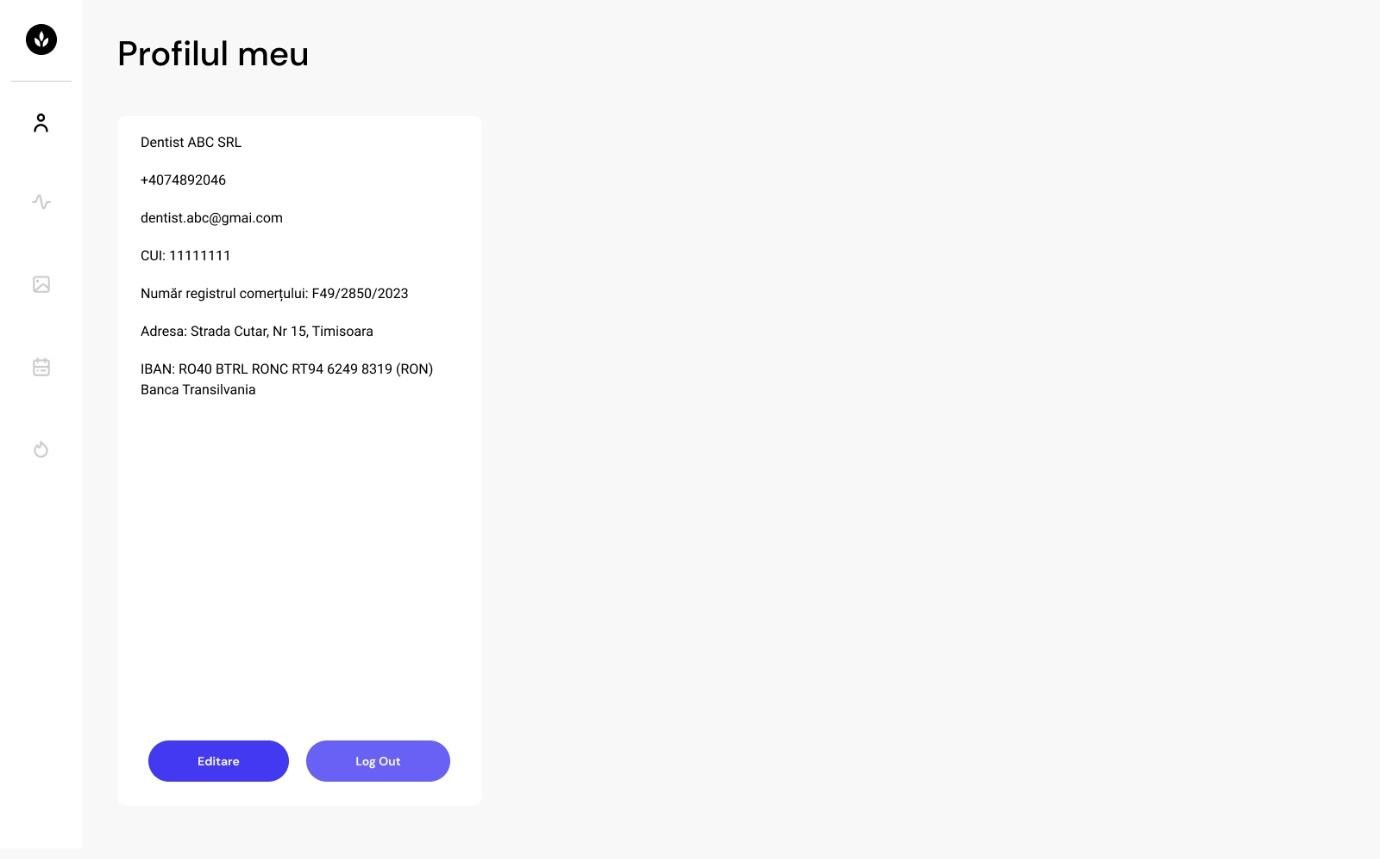 Profilul meu
Dentist ABC SRL
+4074892046
dentist.abc@gmai.com
CUI: 11111111
Număr registrul comerțului: F49/2850/2023
Adresa: Strada Cutar, Nr 15, Timisoara
IBAN: RO40 BTRL RONC RT94 6249 8319 (RON)
Banca Transilvania
Editare
Log Out